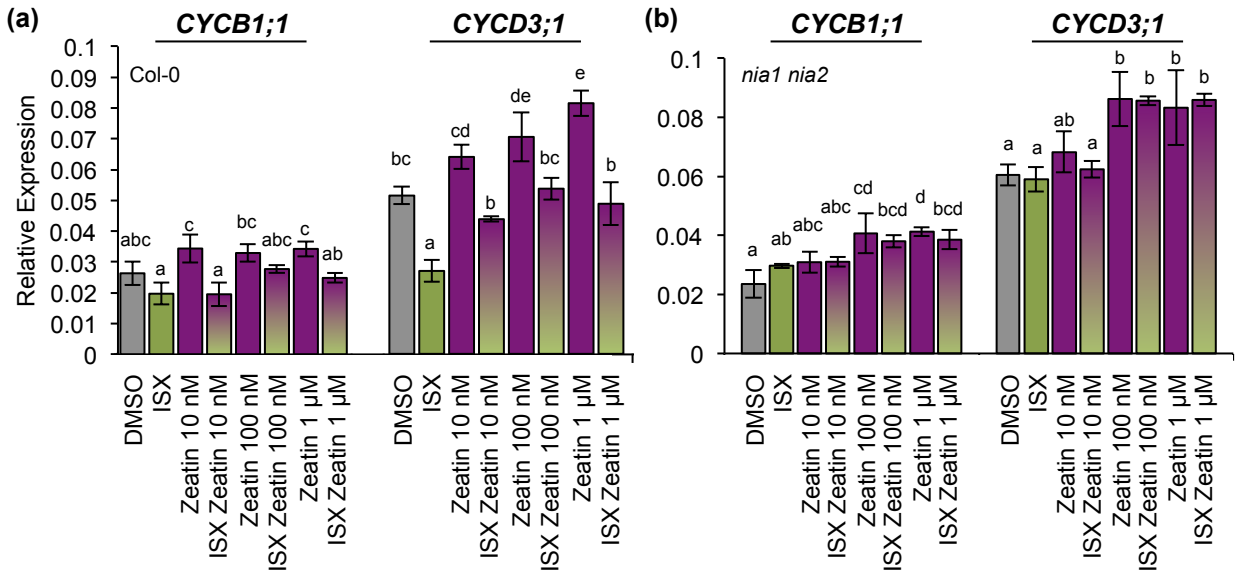 (a)
CYCB1;1
CYCD3;1
Relative Expression
0.1
0.09
0.08
0.07
0.06
0.05
0.04
0.03
0.02
0.01
0
Col-0
abc
a
c
a
bc
abc
c
ab
bc
a
cd
b
de
bc
e
b
DMSO
ISX
Zeatin 10 nM
ISX Zeatin 10 nM
Zeatin 100 nM
ISX Zeatin 100 nM
Zeatin 1 µM
ISX Zeatin 1 µM
DMSO
ISX
Zeatin 10 nM
ISX Zeatin 10 nM
Zeatin 100 nM
ISX Zeatin 100 nM
Zeatin 1 µM
ISX Zeatin 1 µM
(b)
CYCB1;1
CYCD3;1
0.1
0.08
0.06
0.04
0.02
0
nia1 nia2
a
ab
abc
abc
cd
bcd
d
bcd
a
a
ab
a
b
b
b
b
DMSO
ISX
Zeatin 10 nM
ISX Zeatin 10 nM
Zeatin 100 nM
ISX Zeatin 100 nM
Zeatin 1 µM
ISX Zeatin 1 µM
DMSO
ISX
Zeatin 10 nM
ISX Zeatin 10 nM
Zeatin 100 nM
ISX Zeatin 100 nM
Zeatin 1 µM
ISX Zeatin 1 µM